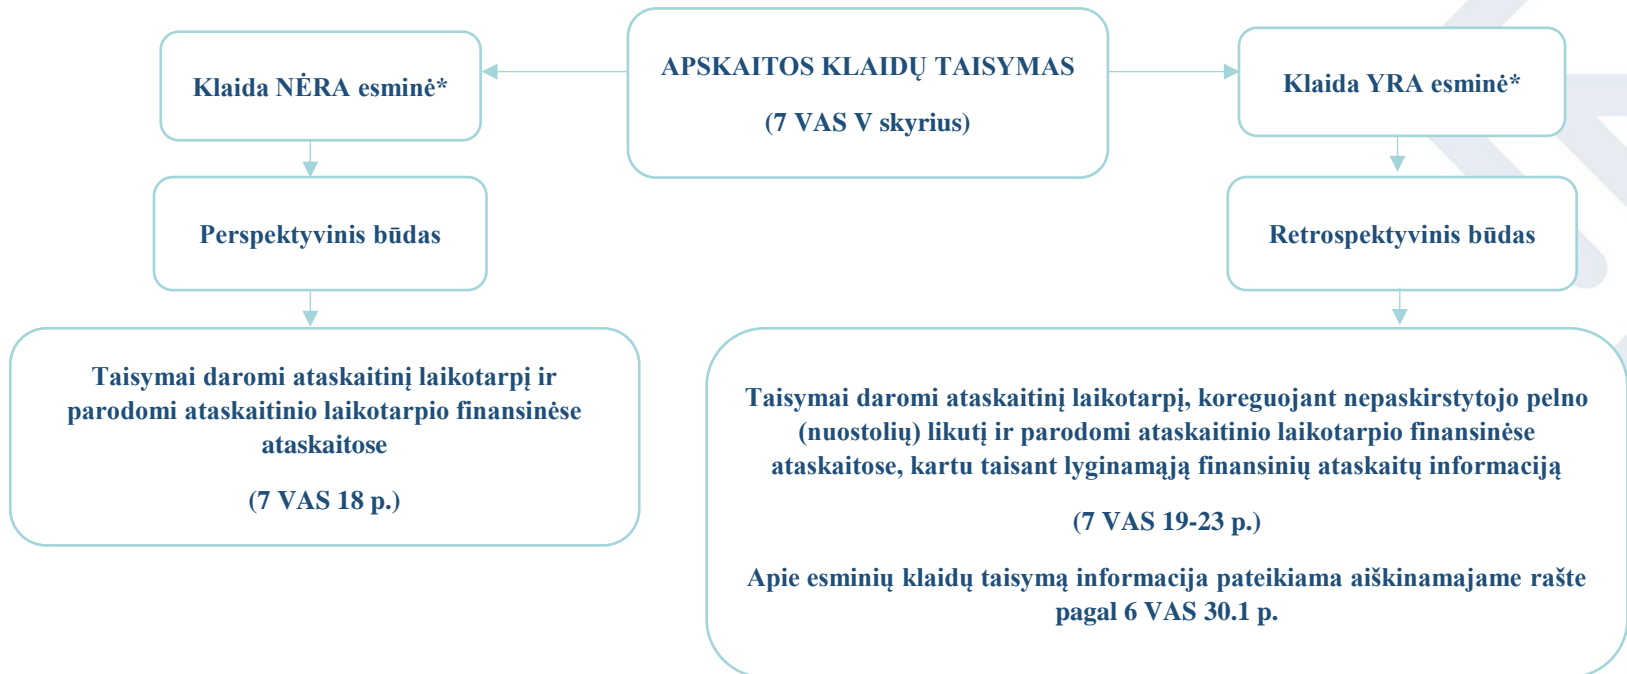 APSKAITOS KLAIDŲ TAISYMAS
(7 VAS V skyrius)
Klaida NĖRA esminė*
Klaida YRA esminė*
Perspektyvinis būdas
Retrospektyvinis būdas
Taisymai daromi ataskaitinį laikotarpį ir
parodomi ataskaitinio laikotarpio finansinėse
ataskaitose
(7 VAS 18 p.)
Taisymai daromi ataskaitinį laikotarpį, koreguojant nepaskirstytojo pelno
(nuostolių) likutį ir parodomi ataskaitinio laikotarpio finansinėse
ataskaitose, kartu taisant lyginamąją finansinių ataskaitų informaciją
(7 VAS 19-23 p.)
Apie esminių klaidų taisymą informacija pateikiama aiškinamajame rašte
pagal 6 VAS 30.1 p.